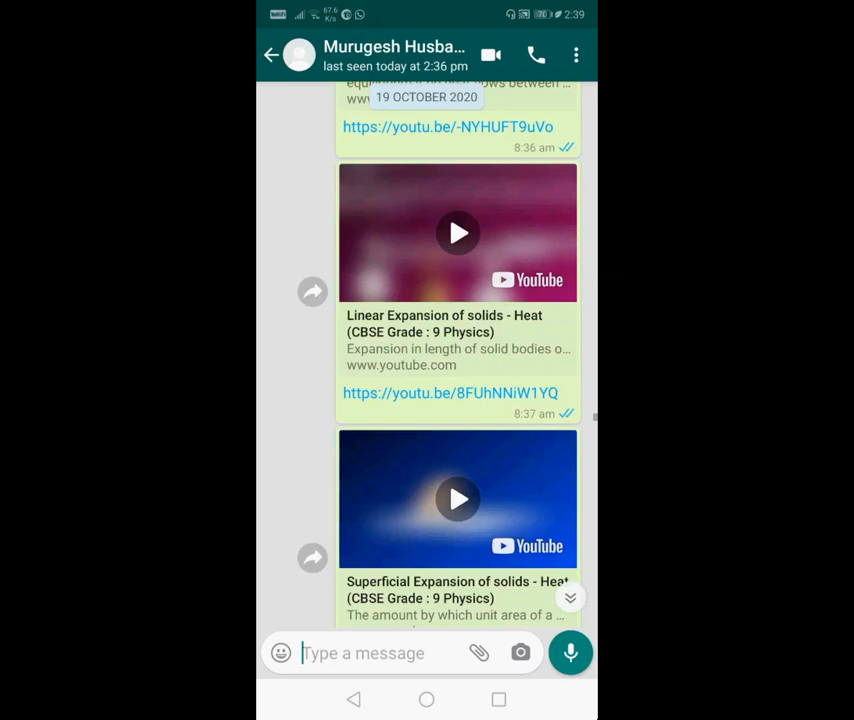 67.6
K/s
70
2:39
Murugesh Husba...
last seen today at 2:36 pm
19 OCTOBER 2020
https://youtu.be/-NYHUFT9uVo
8:36 am
YouTube
Linear Expansion of solids - Heat
(CBSE Grade : 9 Physics)
Expansion in length of solid bodies o...
www.youtube.com
https://youtu.be/8FUhNNiW1YQ
8:37 am
YouTube
Superficial Expansion of solids - Heat
(CBSE Grade : 9 Physics)
The amount by which unit area of a ...
Type a message